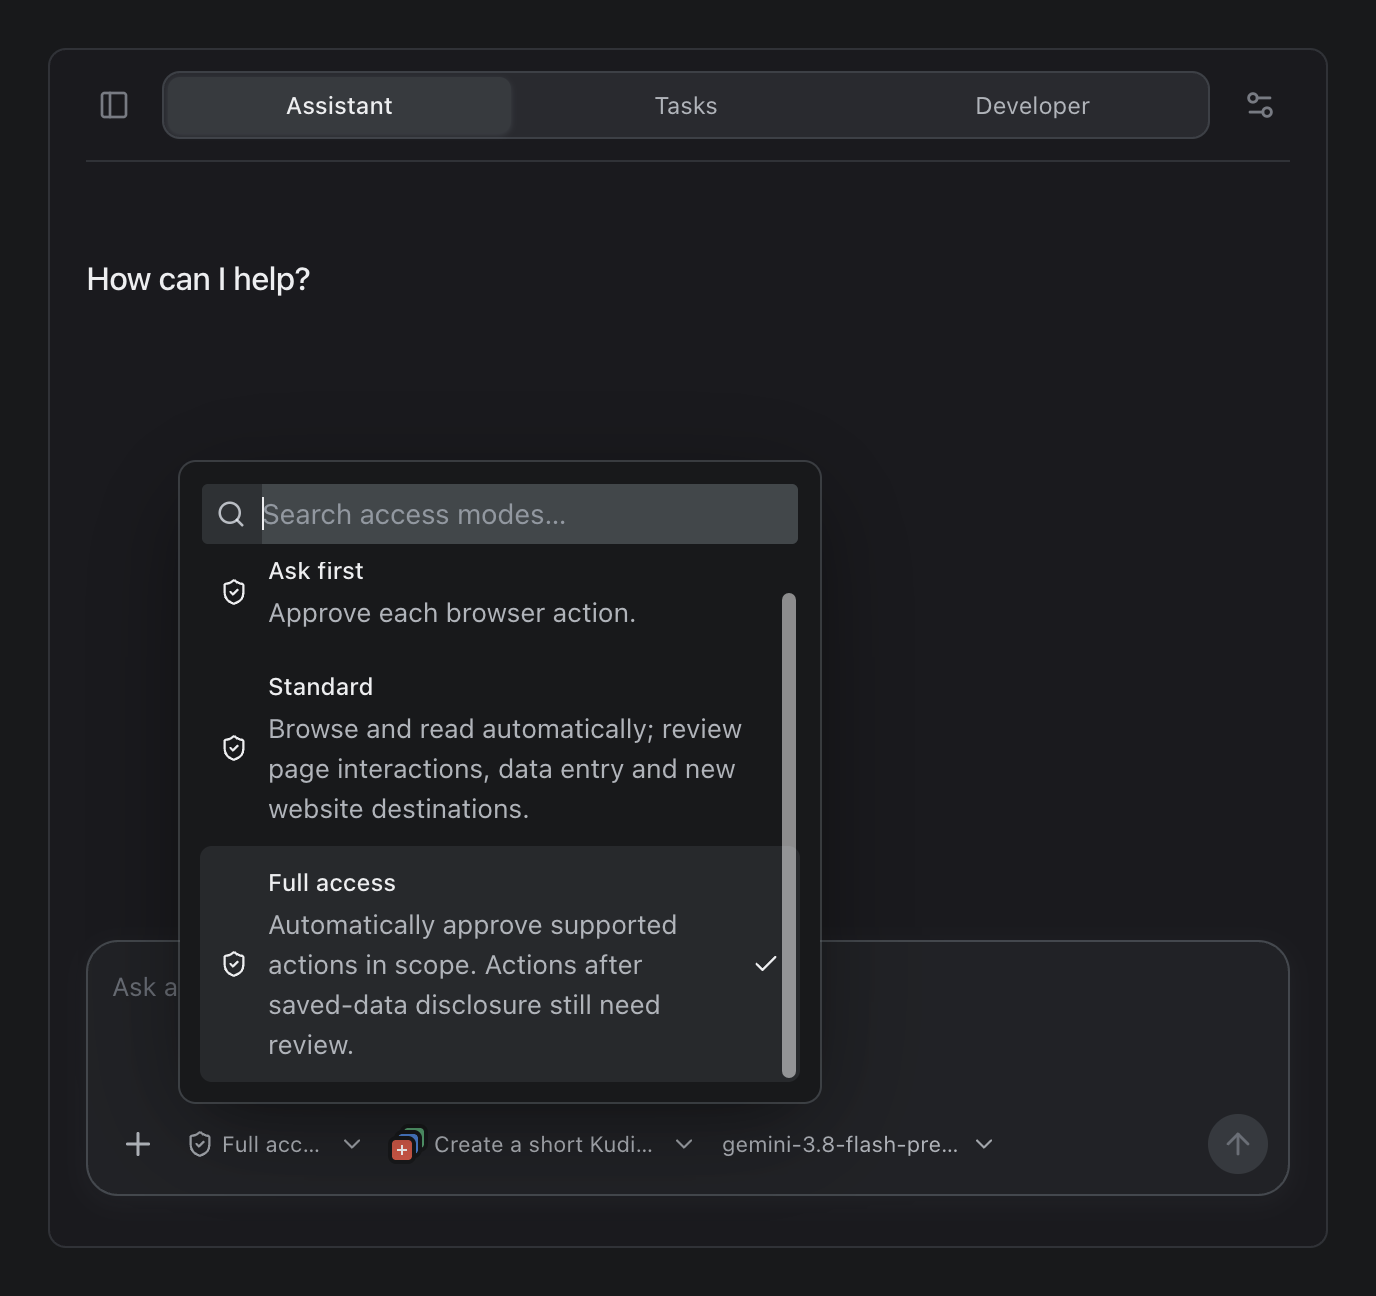 Assistant
Tasks
Developer
How can I help?
Search access modes...
Ask first
Approve each browser action.
Standard
Browse and read automatically; review
page interactions, data entry and new
website destinations.
Full access
Automatically approve supported
actions in scope. Actions after
saved-data disclosure still need
review.
Ask a
Full acc...
Create a short Kudi...
gemini-3.8-flash-pre...